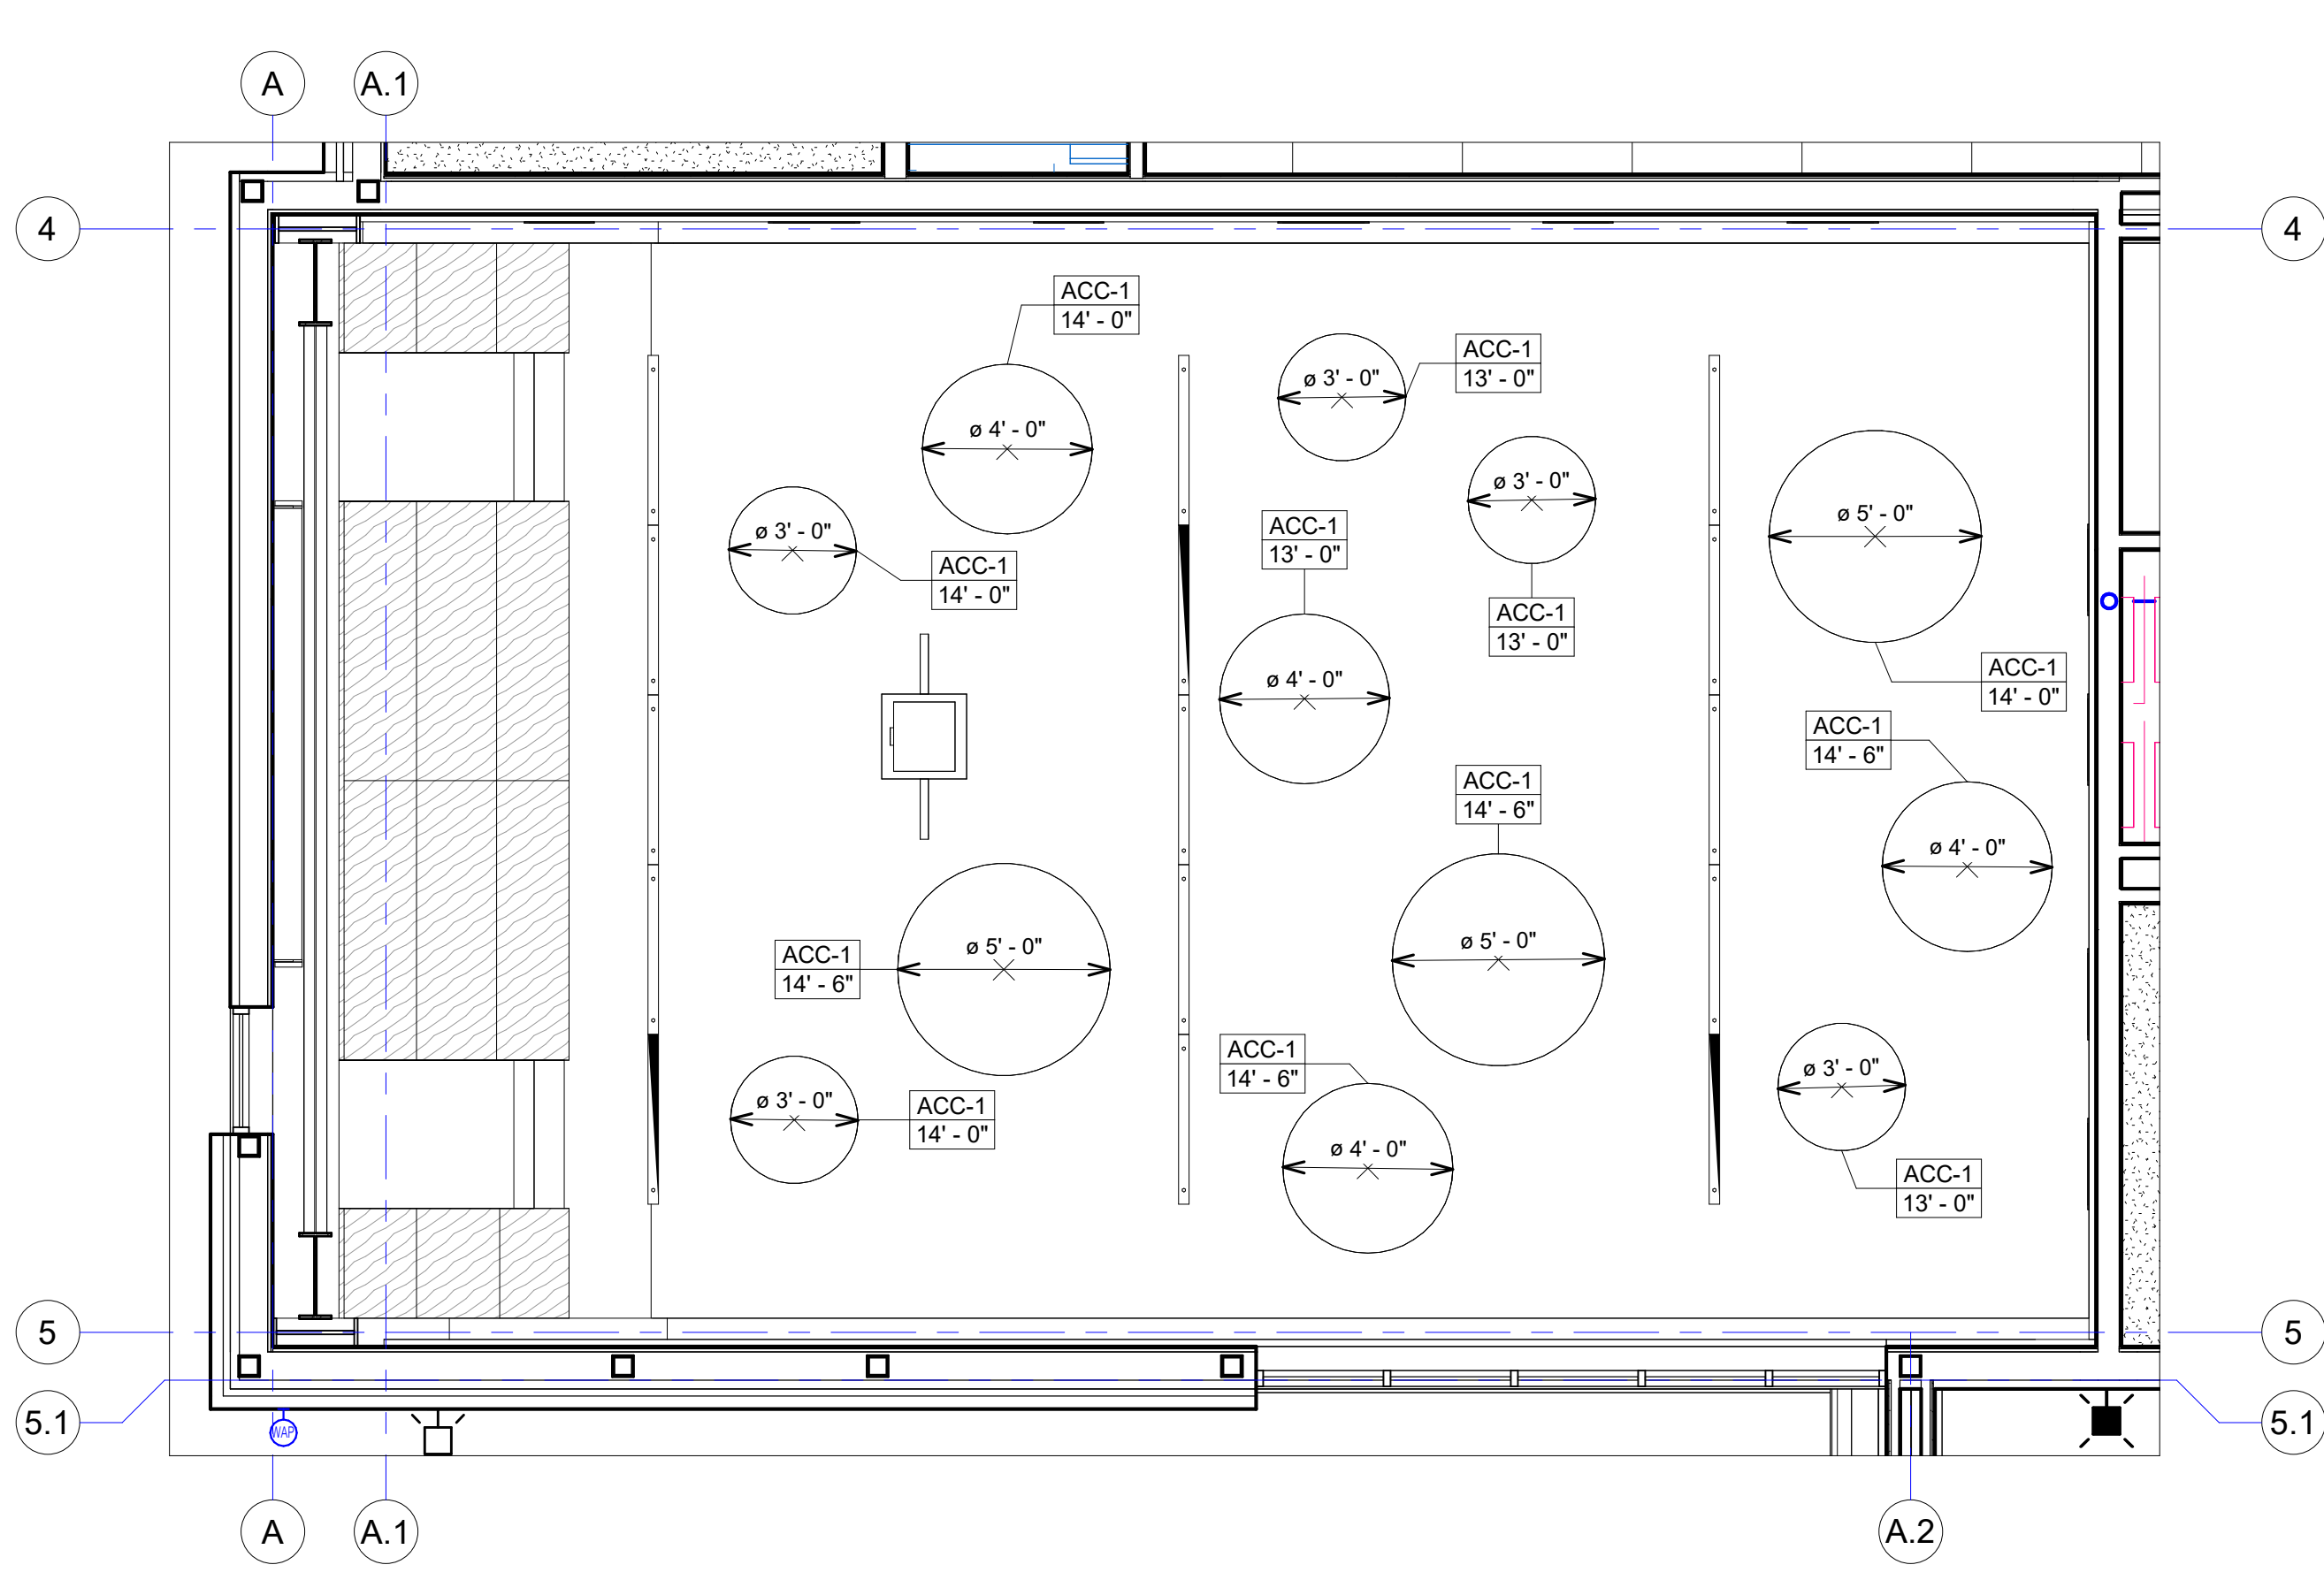 A
A.1
4
4
ACC-1
14' - 0"
ACC-1
13' - 0"
ø 3' - 0"
ø 4' - 0"
ø 3' - 0"
ø 5' - 0"
ACC-1
13' - 0"
ø 3' - 0"
ACC-1
14' - 0"
ACC-1
13' - 0"
ACC-1
14' - 0"
ø 4' - 0"
ACC-1
14' - 6"
ACC-1
14' - 6"
ø 4' - 0"
ø 5' - 0"
ø 5' - 0"
ACC-1
14' - 6"
ACC-1
14' - 6"
ø 3' - 0"
ø 3' - 0"
ACC-1
14' - 0"
ø 4' - 0"
ACC-1
13' - 0"
5
5
5.1
WAP
5.1
A
A.1
A.2